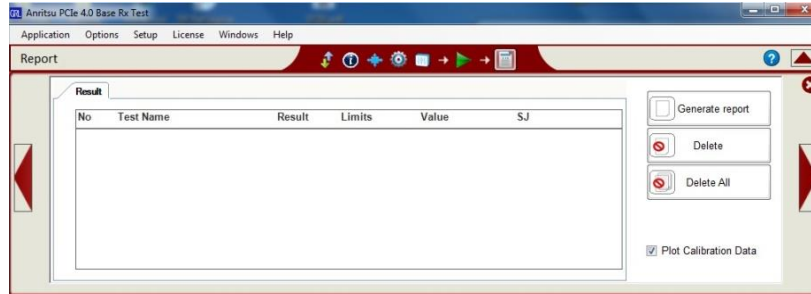 GRL Anritsu PCIe 4.0 Base Rx Test
Application Options Setup License Windows Help
Report
Result
No Test Name Result Limits Value SJ
Generate report
Delete
Delete All
Plot Calibration Data